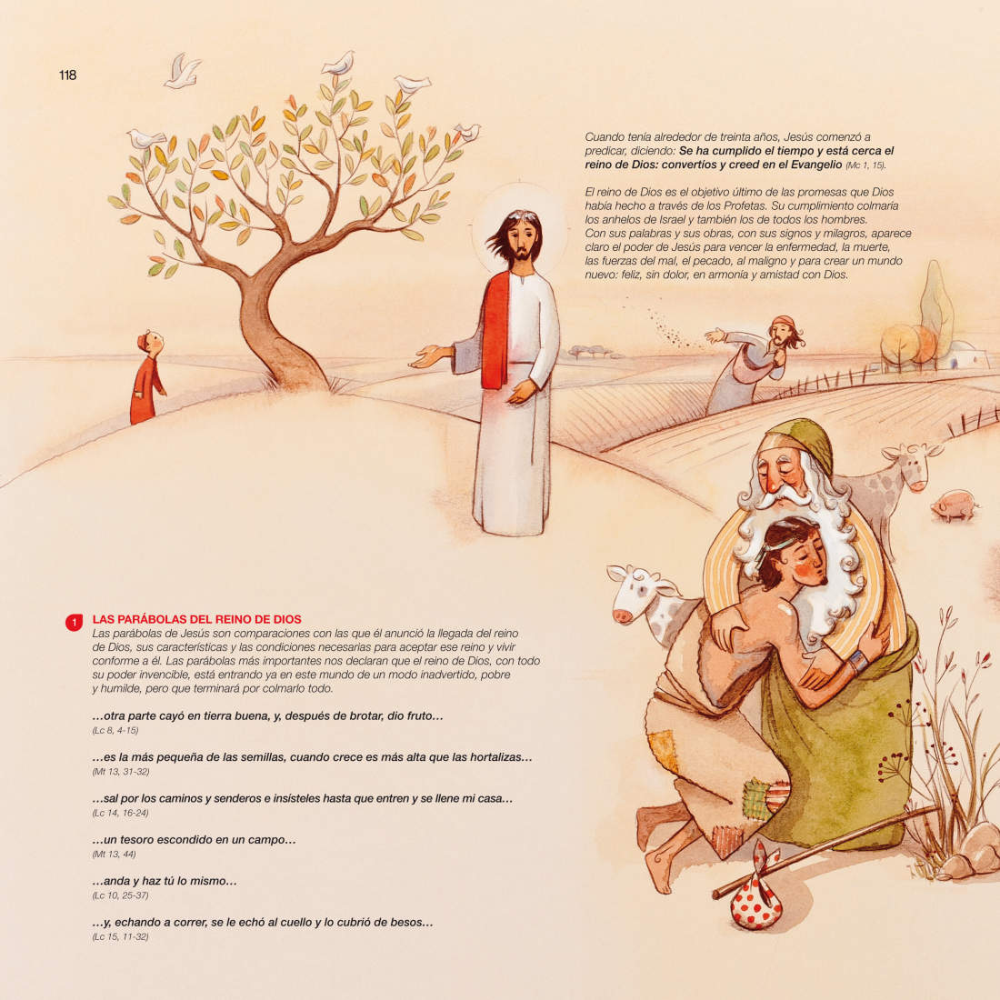 118
Cuando tenía alrededor de treinta años, Jesús comenzó a
predicar, diciendo: Se ha cumplido el tiempo y está cerca el
reino de Dios: convertíos y creed en el Evangelio (Mc 1, 15).
El reino de Dios es el objetivo último de las promesas que Dios
había hecho a través de los Profetas. Su cumplimiento colmaría
los anhelos de Israel y también los de todos los hombres.
Con sus palabras y sus obras, con sus signos y milagros, aparece
claro el poder de Jesús para vencer la enfermedad, la muerte,
las fuerzas del mal, el pecado, al maligno y para crear un mundo
nuevo: feliz, sin dolor, en armonía y amistad con Dios.
1 LAS PARÁBOLAS DEL REINO DE DIOS
Las parábolas de Jesús son comparaciones con las que él anunció la llegada del reino
de Dios, sus características y las condiciones necesarias para aceptar ese reino y vivir
conforme a él. Las parábolas más importantes nos declaran que el reino de Dios, con todo
su poder invencible, está entrando ya en este mundo de un modo inadvertido, pobre
y humilde, pero que terminará por colmarlo todo.
…otra parte cayó en tierra buena, y, después de brotar, dio fruto…
(Lc 8, 4-15)
…es la más pequeña de las semillas, cuando crece es más alta que las hortalizas…
(Mt 13, 31-32)
…sal por los caminos y senderos e insísteles hasta que entren y se llene mi casa…
(Lc 14, 16-24)
…un tesoro escondido en un campo…
(Mt 13, 44)
…anda y haz tú lo mismo…
(Lc 10, 25-37)
…y, echando a correr, se le echó al cuello y lo cubrió de besos…
(Lc 15, 11-32)